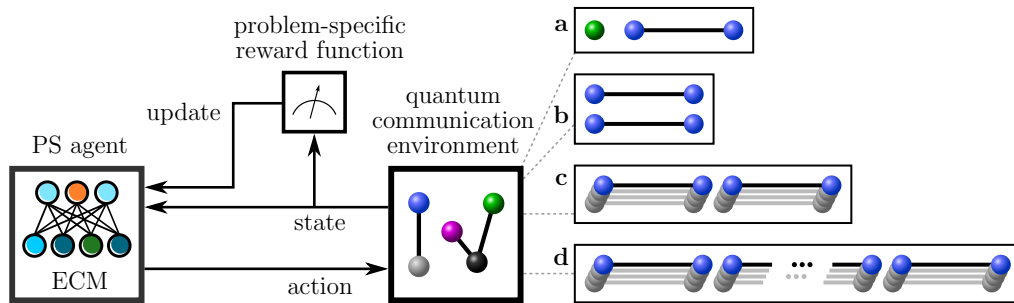 problem-specific
reward function
update
PS agent
ECM
state
action
quantum
communication
environment
a
b
c
d